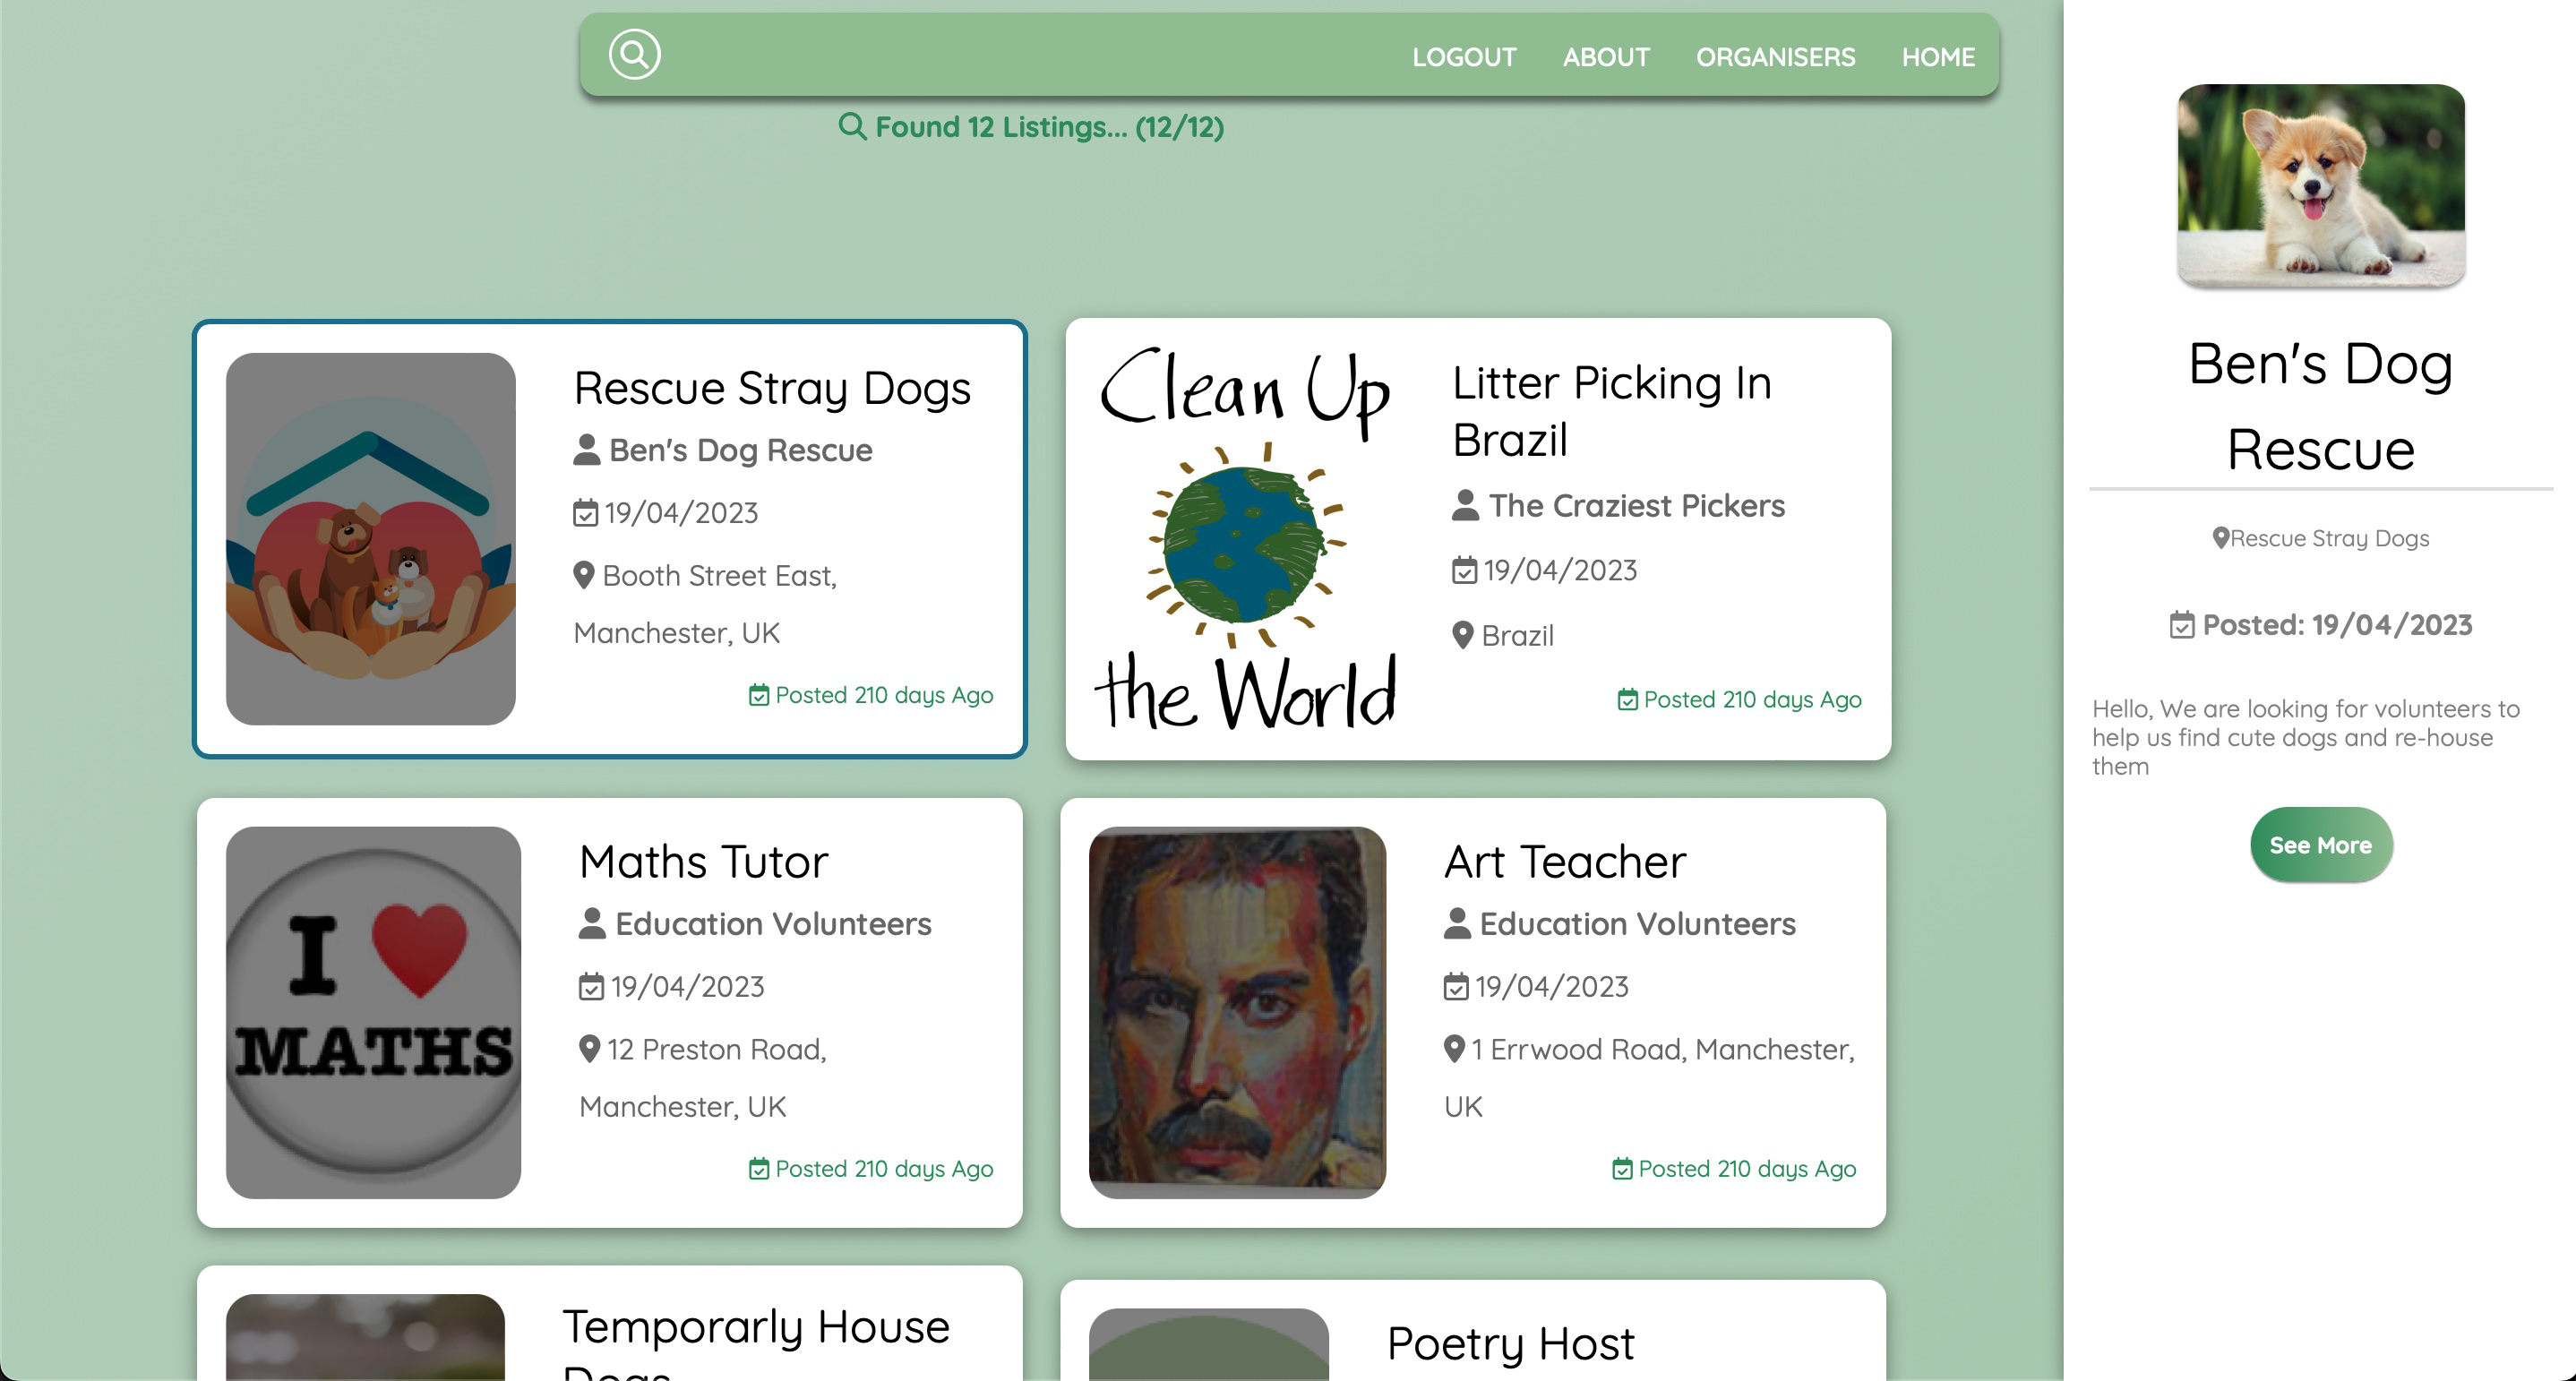 LOGOUT ABOUT ORGANISERS HOME
Found 12 Listings... (12/12)
Rescue Stray Dogs
Ben's Dog Rescue
19/04/2023
Booth Street East,
Manchester, UK
Posted 210 days Ago
Clean Up
the World
Litter Picking In
Brazil
The Craziest Pickers
19/04/2023
Brazil
Posted 210 days Ago
I
MATHS
Maths Tutor
Education Volunteers
19/04/2023
12 Preston Road,
Manchester, UK
Posted 210 days Ago
Art Teacher
Education Volunteers
19/04/2023
1 Errwood Road, Manchester,
UK
Posted 210 days Ago
Temporarly House
Dogs
Poetry Host
Ben's Dog
Rescue
Rescue Stray Dogs
Posted: 19/04/2023
Hello, We are looking for volunteers to
help us find cute dogs and re-house
them
See More